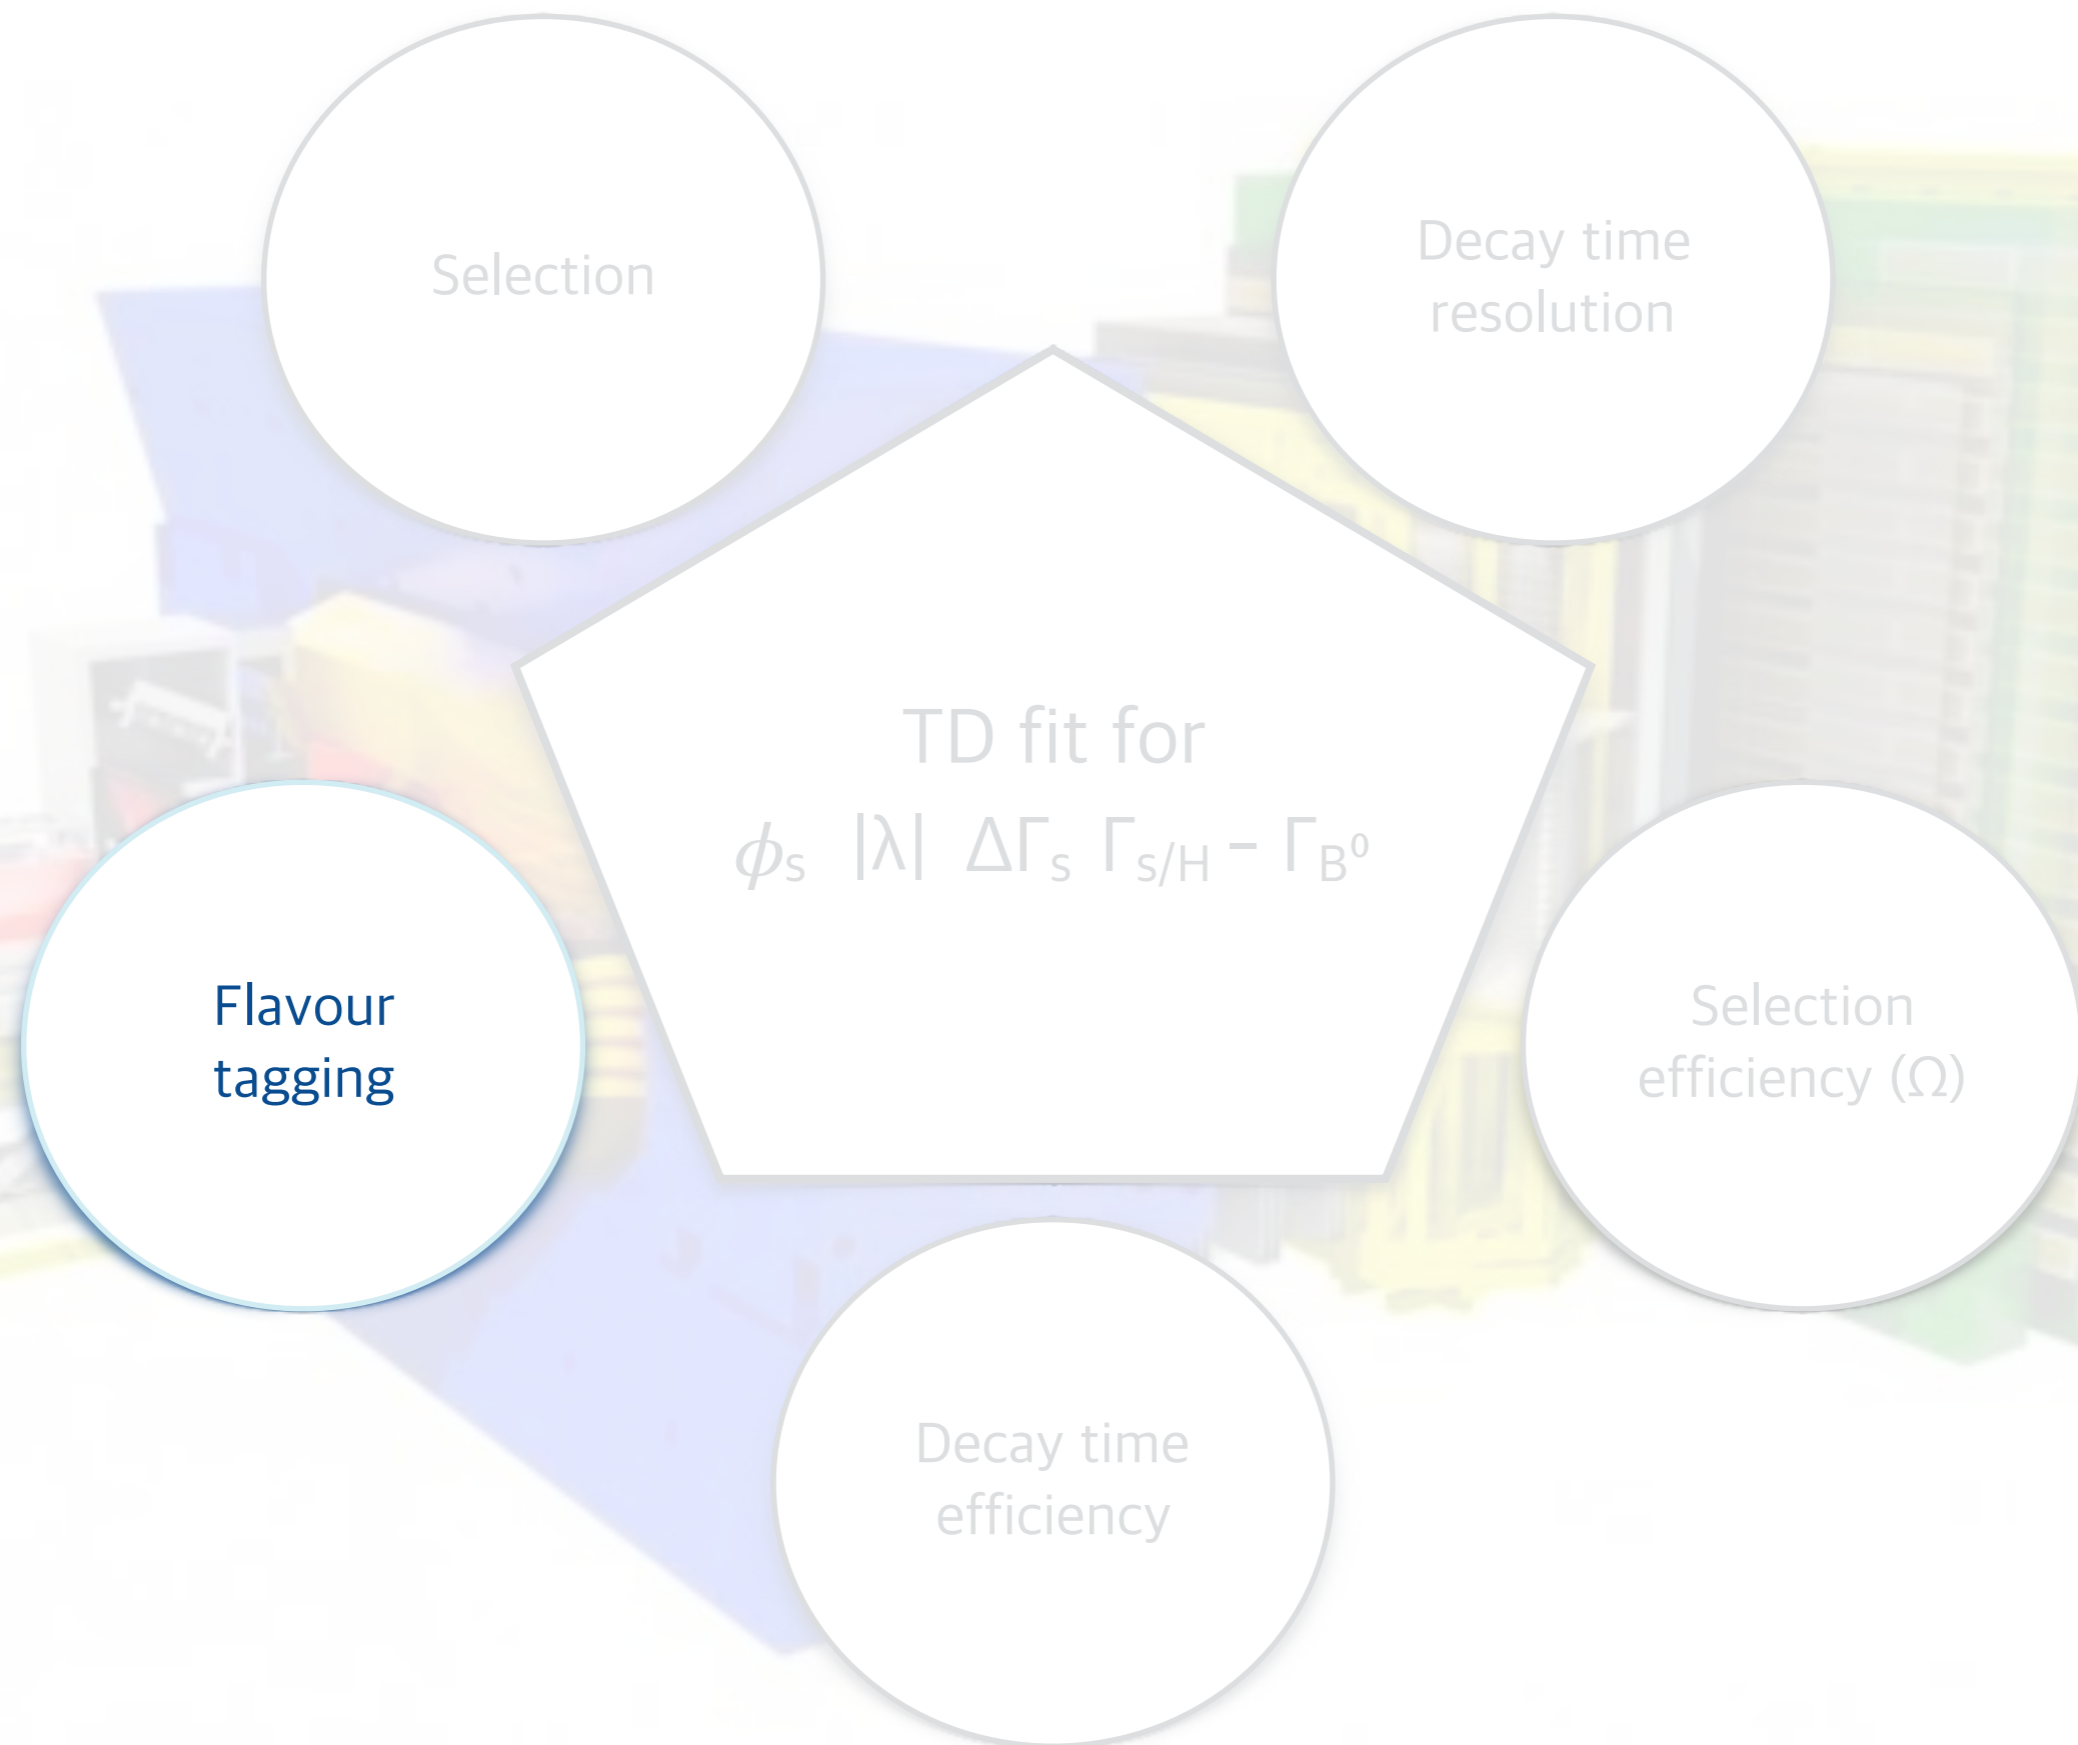 Selection
Decay time
resolution
TD fit for
ϕs |λ| ΔΓs Γs/H – ΓB⁰
Flavour
tagging
Selection
efficiency (Ω)
Decay time
efficiency